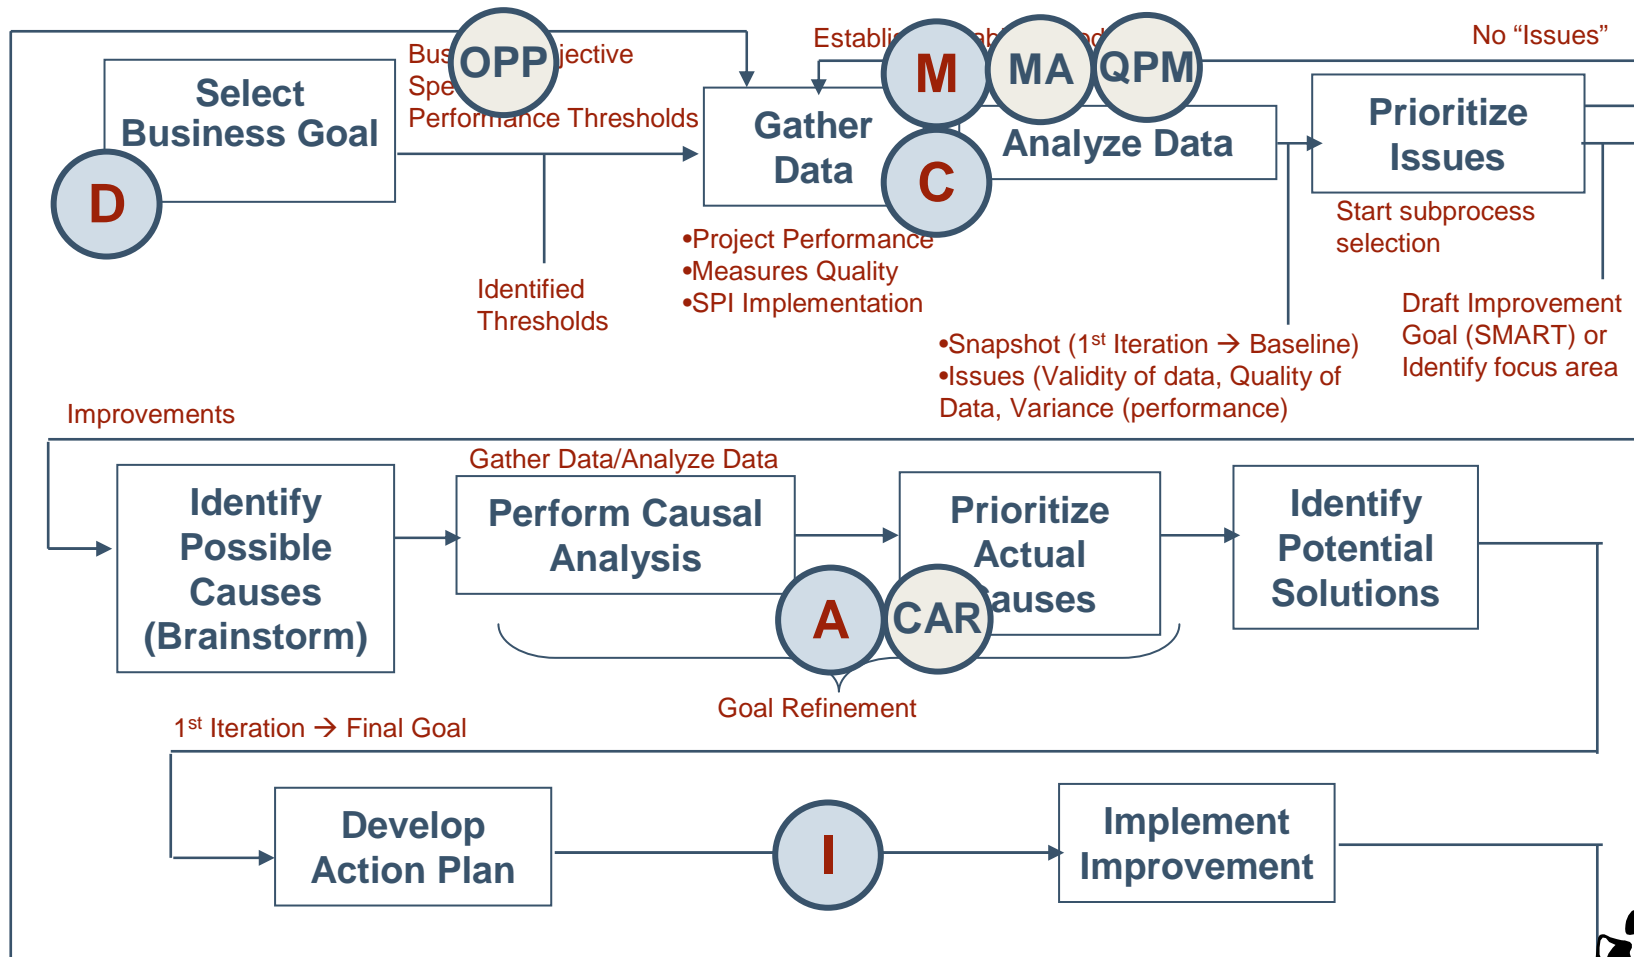 Select
Business Goal
D
OPP
Bus jective
Spe
Performance Thresholds
Identified
Thresholds
Gather
Data
•Project Performance
•Measures Quality
•SPI Implementation
M
MA
QPM
C
Analyze Data
•Snapshot (1st Iteration → Baseline)
•Issues (Validity of data, Quality of
Data, Variance (performance)
No “Issues”
Prioritize
Issues
Start subprocess
selection
Draft Improvement
Goal (SMART) or
Identify focus area
Improvements
Identify
Possible
Causes
(Brainstorm)
Gather Data/Analyze Data
Perform Causal
Analysis
Prioritize
Actual
auses
A
CAR
Goal Refinement
Identify
Potential
Solutions
1st Iteration → Final Goal
Develop
Action Plan
I
Implement
Improvement